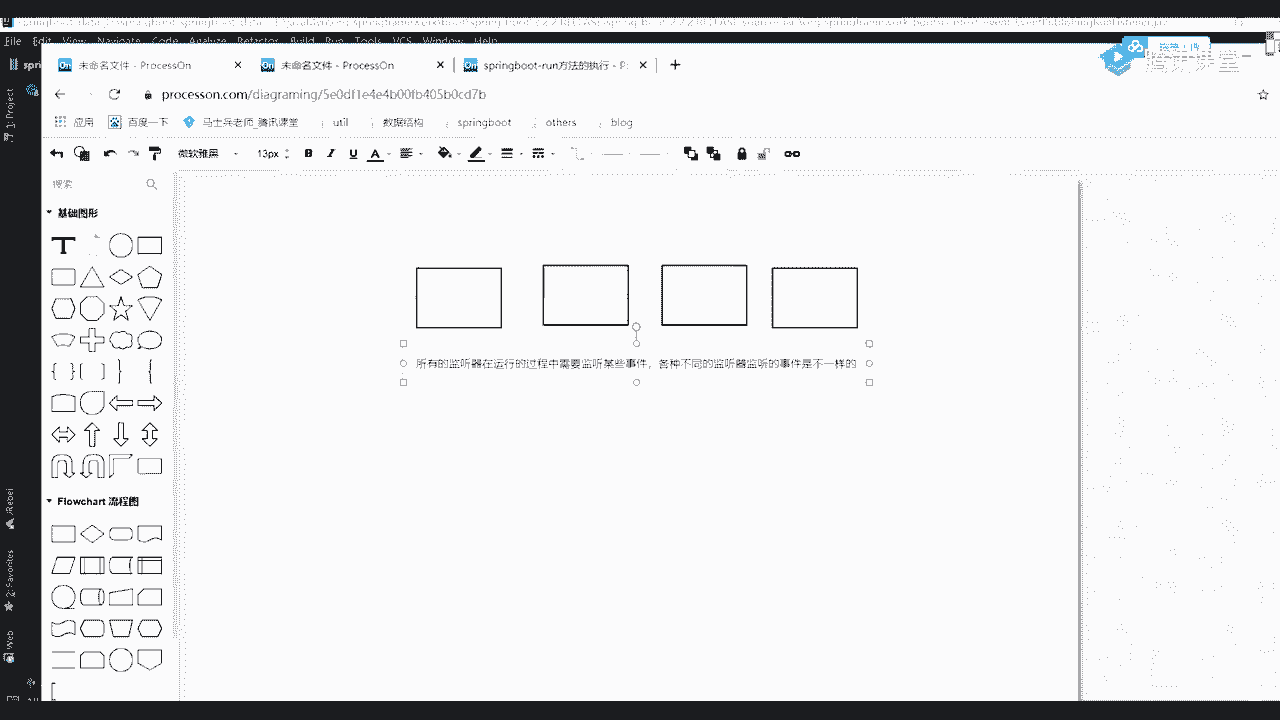 File Edit View Navigate Code Analyze Refactor Build Run Tools VCS Window Help
未命名文件 - ProcessOn
未命名文件 - ProcessOn
springboot-run方法的执行 - P
processon.com/diagraming/5e0df1e4e4b00fb405b0cd7b
应用 百度一下 马士兵老师_腾讯课堂 util 数据结构 springboot others blog
微软雅黑 13px B I U A
搜索
基础图形
T
所有的监听器在运行的过程中需要监听某些事件，各种不同的监听器监听的事件是不一样的
Flowchart 流程图
1: Project
JRebel
2: Favorites
Web
腾讯课堂